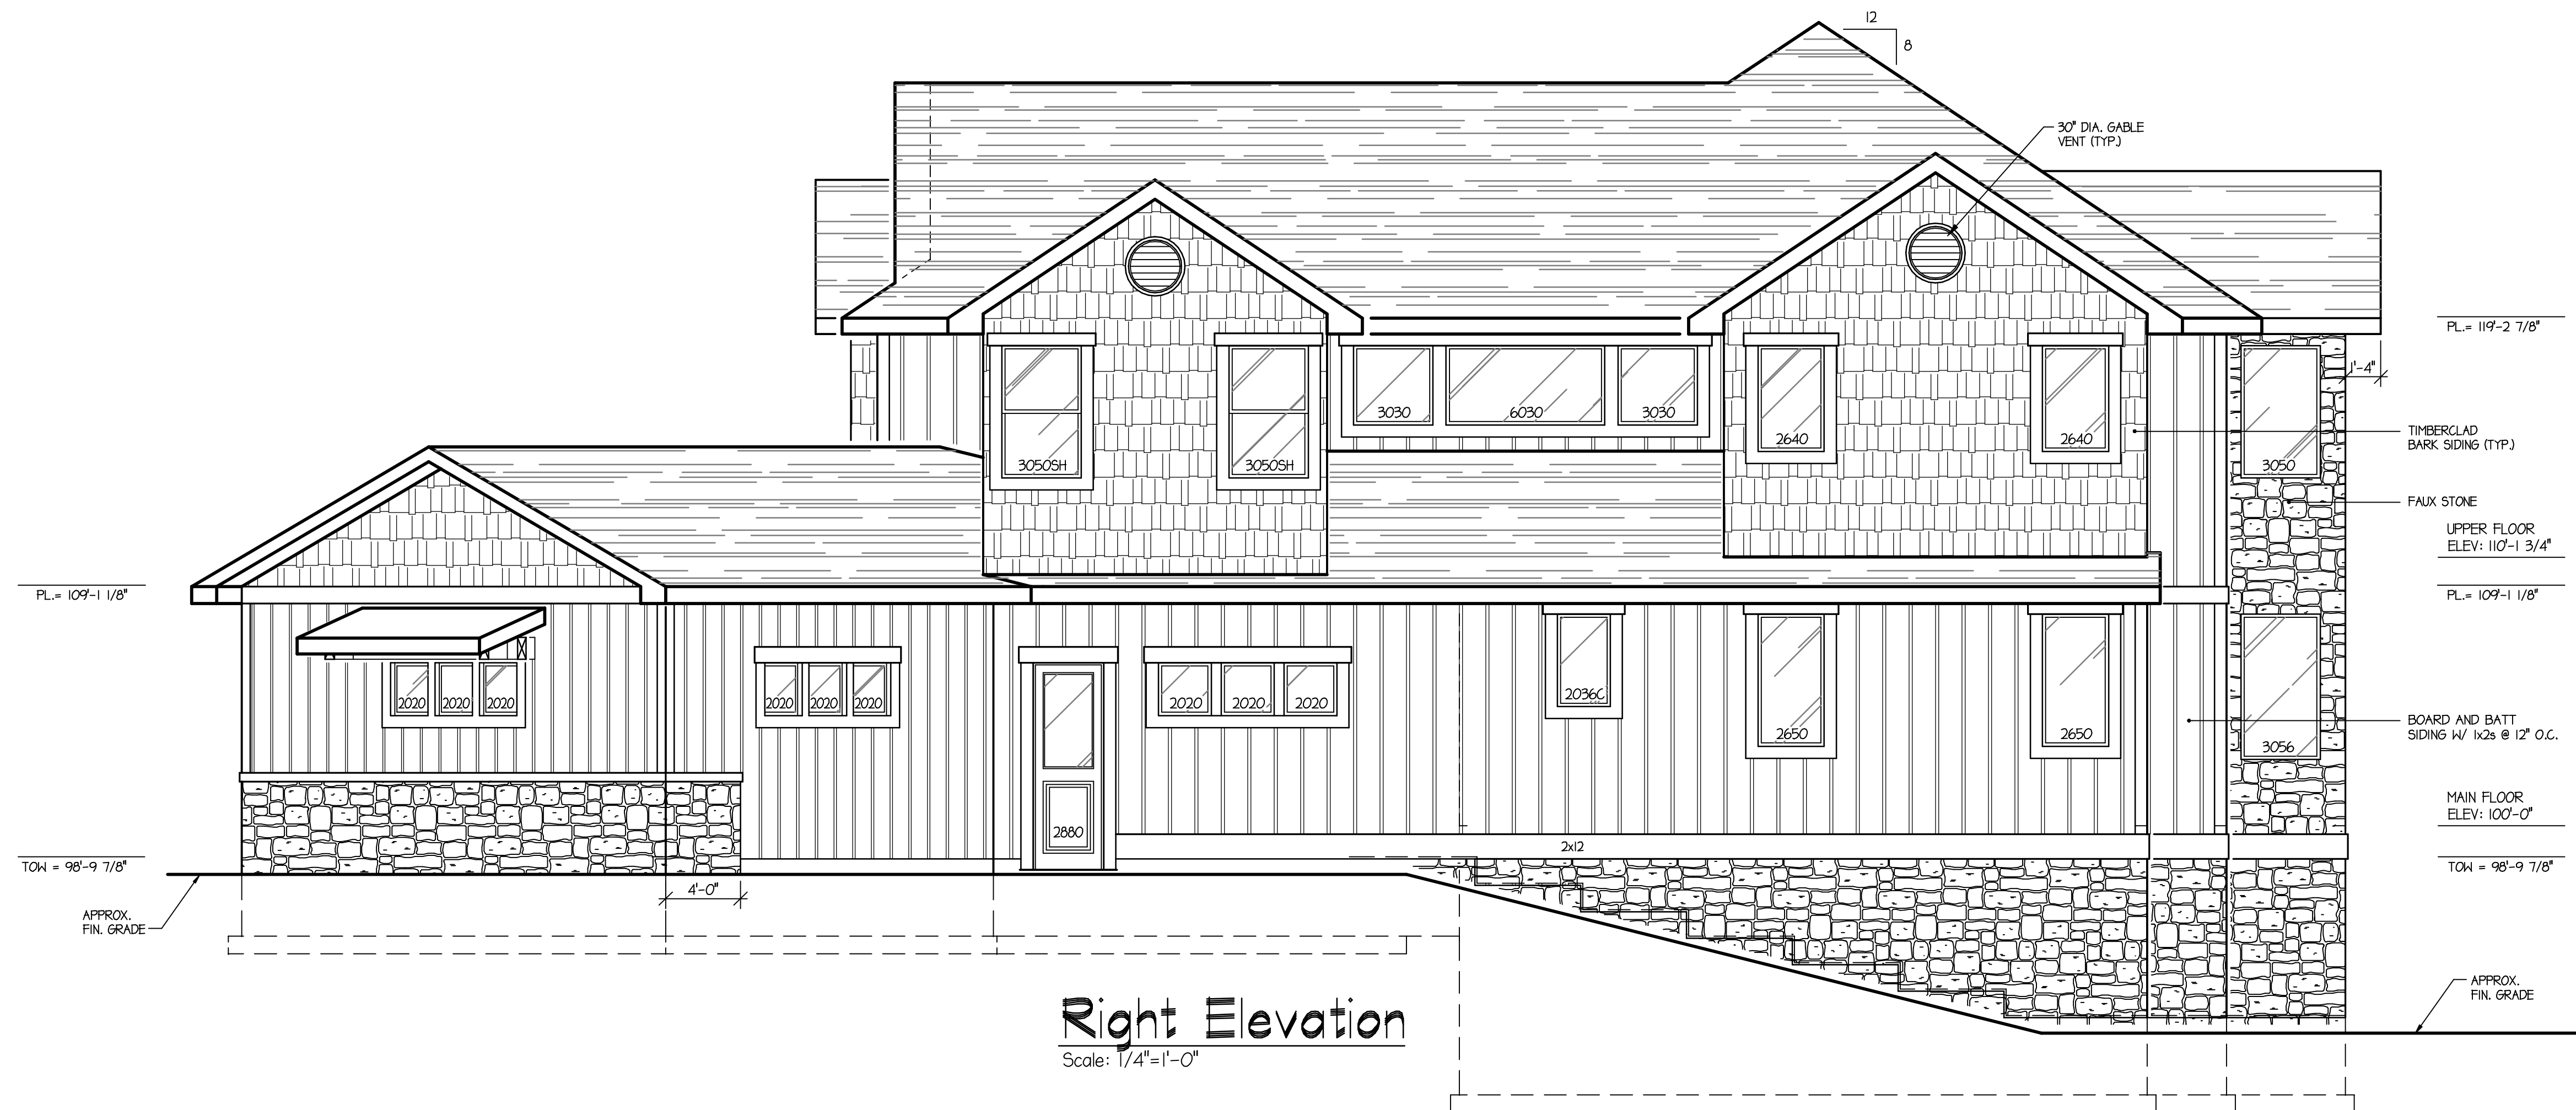 12
8
30" DIA. GABLE
VENT (TYP.)
PL.= 119'-2 7/8"
1'-4"
3030
6030
3030
2640
2640
3050SH
3050SH
3050
TIMBERCLAD
BARK SIDING (TYP.)
FAUX STONE
UPPER FLOOR
ELEV: 110'-1 3/4"
PL.= 109'-1 1/8"
PL.= 109'-1 1/8"
2020
2020
2020
2020
2020
2020
2020
2020
2020
2036C
2650
2650
3056
BOARD AND BATT
SIDING W/ 1x2s @ 12" O.C.
2880
MAIN FLOOR
ELEV: 100'-0"
2x12
TOW = 98'-9 7/8"
TOW = 98'-9 7/8"
4'-0"
APPROX.
FIN. GRADE
APPROX.
FIN. GRADE
Right Elevation
Scale: 1/4"=1'-0"